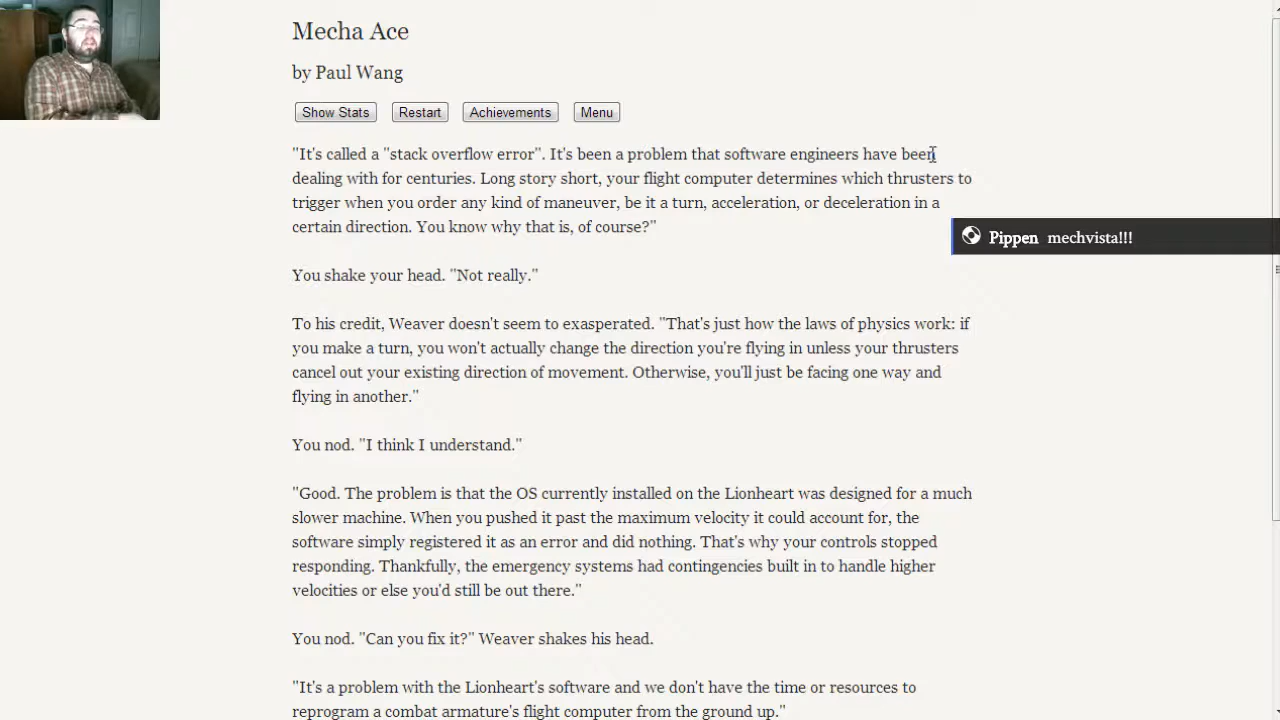 Mecha Ace
by Paul Wang
Show Stats Restart Achievements Menu
"It's called a "stack overflow error". It's been a problem that software engineers have been
dealing with for centuries. Long story short, your flight computer determines which thrusters to
trigger when you order any kind of maneuver, be it a turn, acceleration, or deceleration in a
certain direction. You know why that is, of course?"
Pippen mechvista!!!
You shake your head. "Not really."
To his credit, Weaver doesn't seem to exasperated. "That's just how the laws of physics work: if
you make a turn, you won't actually change the direction you're flying in unless your thrusters
cancel out your existing direction of movement. Otherwise, you'll just be facing one way and
flying in another."
You nod. "I think I understand."
"Good. The problem is that the OS currently installed on the Lionheart was designed for a much
slower machine. When you pushed it past the maximum velocity it could account for, the
software simply registered it as an error and did nothing. That's why your controls stopped
responding. Thankfully, the emergency systems had contingencies built in to handle higher
velocities or else you'd still be out there."
You nod. "Can you fix it?" Weaver shakes his head.
"It's a problem with the Lionheart's software and we don't have the time or resources to
reprogram a combat armature's flight computer from the ground up."